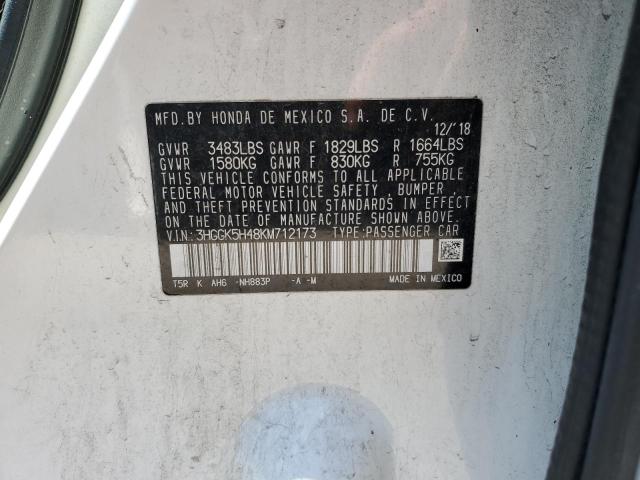 MFD.BY HONDA DE MEXICO S.A. DE C.V.
12/'18
GVWR 3483LBS GAWR F 1829LBS R 1664LBS
GVWR 1580KG GAWR F 830KG R 755KG
THIS VEHICLE CONFORMS TO ALL APPLICABLE
FEDERAL MOTOR VEHICLE SAFETY, BUMPER,
AND THEFT PREVENTION STANDARDS IN EFFECT
ON THE DATE OF MANUFACTURE SHOWN ABOVE.
V.I.N: 3HGGK5H48KM712173 TYPE:PASSENGER CAR
T5R K AH6 -NH883P -A -M MADE IN MEXICO